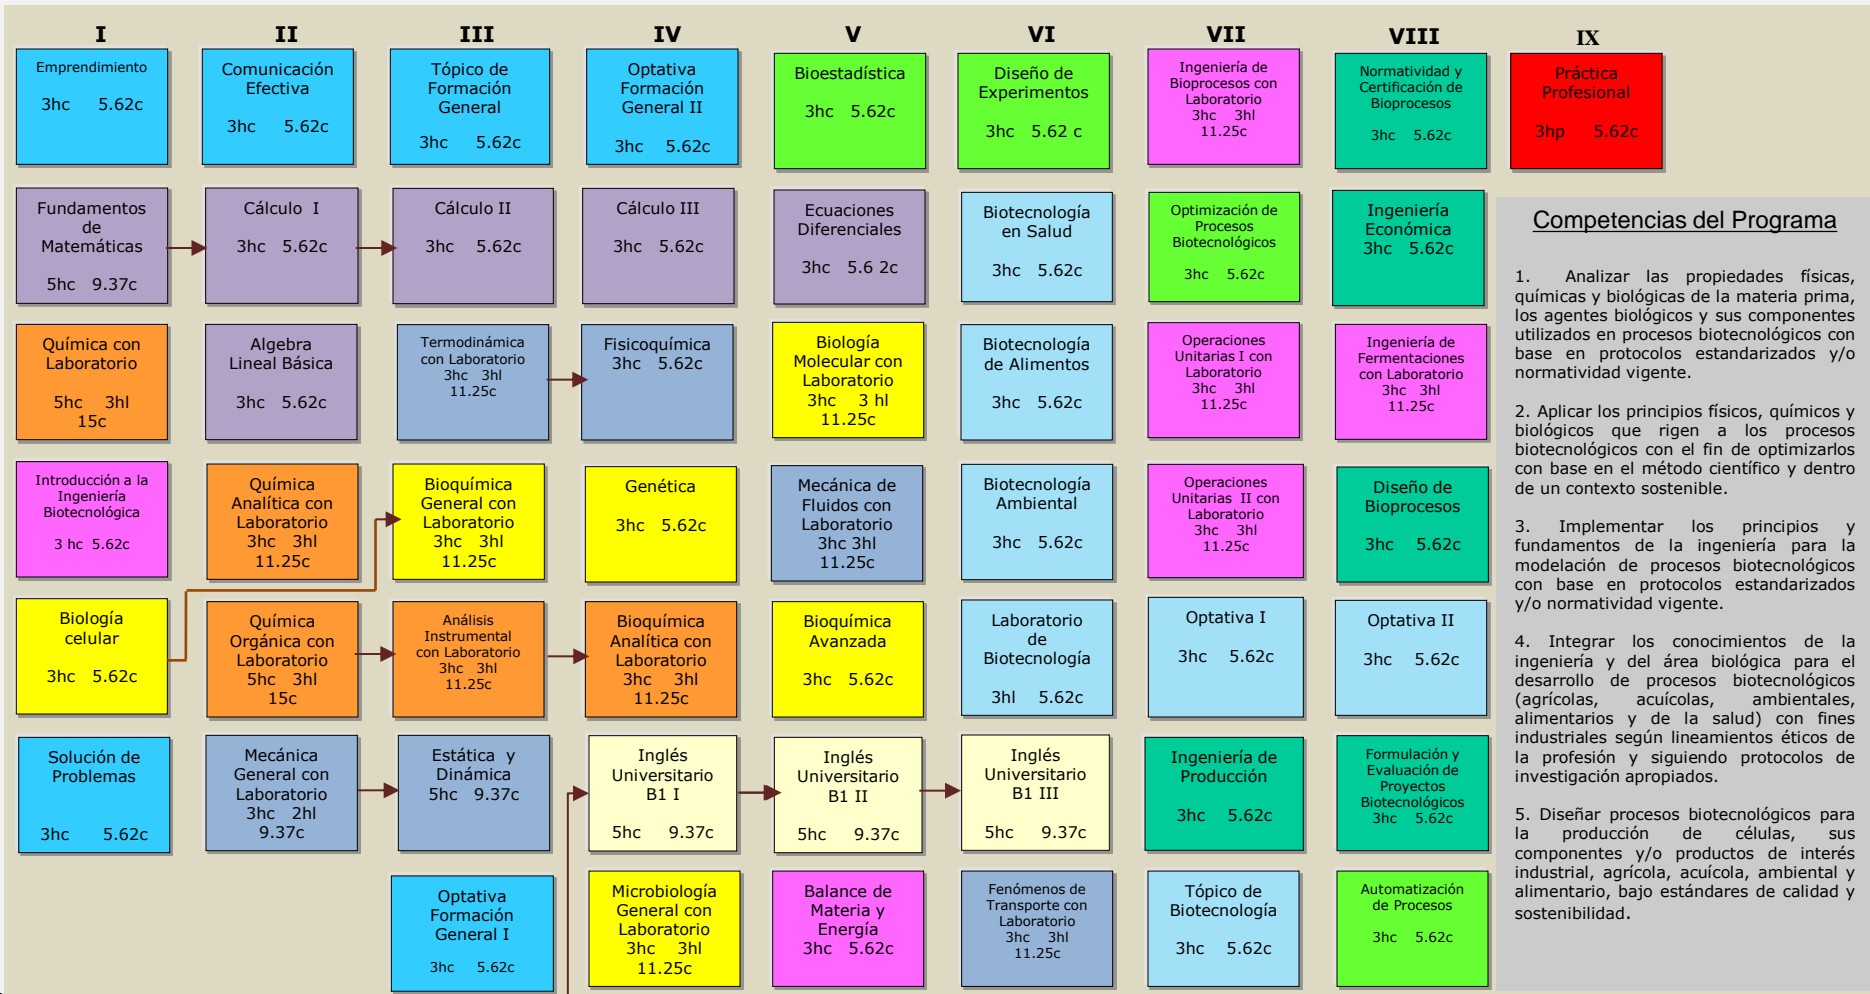 I
II
III
IV
V
VI
VII
VIII
IX
Emprendimiento
3hc 5.62c
Comunicación
Efectiva
3hc 5.62c
Tópico de
Formación
General
3hc 5.62c
Optativa
Formación
General II
3hc 5.62c
Bioestadística
3hc 5.62c
Diseño de
Experimentos
3hc 5.62 c
Ingeniería de
Bioprocesos con
Laboratorio
3hc 3hl
11.25c
Normatividad y
Certificación de
Bioprocesos
3hc 5.62c
Práctica
Profesional
3hp 5.62c
Fundamentos
de
Matemáticas
5hc 9.37c
Cálculo I
3hc 5.62c
Cálculo II
3hc 5.62c
Cálculo III
3hc 5.62c
Ecuaciones
Diferenciales
3hc 5.6 2c
Biotecnología
en Salud
3hc 5.62c
Optimización de
Procesos
Biotecnológicos
3hc 5.62c
Ingeniería
Económica
3hc 5.62c
Química con
Laboratorio
5hc 3hl
15c
Algebra
Lineal Básica
3hc 5.62c
Termodinámica
con Laboratorio
3hc 3hl
11.25c
Fisicoquímica
3hc 5.62c
Biología
Molecular con
Laboratorio
3hc 3 hl
11.25c
Biotecnología
de Alimentos
3hc 5.62c
Operaciones
Unitarias I con
Laboratorio
3hc 3hl
11.25c
Ingeniería de
Fermentaciones
con Laboratorio
3hc 3hl
11.25c
Introducción a la
Ingeniería
Biotecnológica
3 hc 5.62c
Química
Analítica con
Laboratorio
3hc 3hl
11.25c
Bioquímica
General con
Laboratorio
3hc 3hl
11.25c
Genética
3hc 5.62c
Mecánica de
Fluidos con
Laboratorio
3hc 3hl
11.25c
Biotecnología
Ambiental
3hc 5.62c
Operaciones
Unitarias II con
Laboratorio
3hc 3hl
11.25c
Diseño de
Bioprocesos
3hc 5.62c
Biología
celular
3hc 5.62c
Química
Orgánica con
Laboratorio
5hc 3hl
15c
Análisis
Instrumental
con Laboratorio
3hc 3hl
11.25c
Bioquímica
Analítica con
Laboratorio
3hc 3hl
11.25c
Bioquímica
Avanzada
3hc 5.62c
Laboratorio
de
Biotecnología
3hl 5.62c
Optativa I
3hc 5.62c
Optativa II
3hc 5.62c
Solución de
Problemas
3hc 5.62c
Mecánica
General con
Laboratorio
3hc 2hl
9.37c
Estática y
Dinámica
5hc 9.37c
Inglés
Universitario
B1 I
5hc 9.37c
Inglés
Universitario
B1 II
5hc 9.37c
Inglés
Universitario
B1 III
5hc 9.37c
Ingeniería de
Producción
3hc 5.62c
Formulación y
Evaluación de
Proyectos
Biotecnológicos
3hc 5.62c
Optativa
Formación
General I
3hc 5.62c
Microbiología
General con
Laboratorio
3hc 3hl
11.25c
Balance de
Materia y
Energía
3hc 5.62c
Fenómenos de
Transporte con
Laboratorio
3hc 3hl
11.25c
Tópico de
Biotecnología
3hc 5.62c
Automatización
de Procesos
3hc 5.62c
Competencias del Programa
1. Analizar las propiedades físicas,
químicas y biológicas de la materia prima,
los agentes biológicos y sus componentes
utilizados en procesos biotecnológicos con
base en protocolos estandarizados y/o
normatividad vigente.
2. Aplicar los principios físicos, químicos y
biológicos que rigen a los procesos
biotecnológicos con el fin de optimizarlos
con base en el método científico y dentro
de un contexto sostenible.
3. Implementar los principios y
fundamentos de la ingeniería para la
modelación de procesos biotecnológicos
con base en protocolos estandarizados
y/o normatividad vigente.
4. Integrar los conocimientos de la
ingeniería y del área biológica para el
desarrollo de procesos biotecnológicos
(agrícolas, acuícolas, ambientales,
alimentarios y de la salud) con fines
industriales según lineamientos éticos de
la profesión y siguiendo protocolos de
investigación apropiados.
5. Diseñar procesos biotecnológicos para
la producción de células, sus
componentes y/o productos de interés
industrial, agrícola, acuícola, ambiental y
alimentario, bajo estándares de calidad y
sostenibilidad.